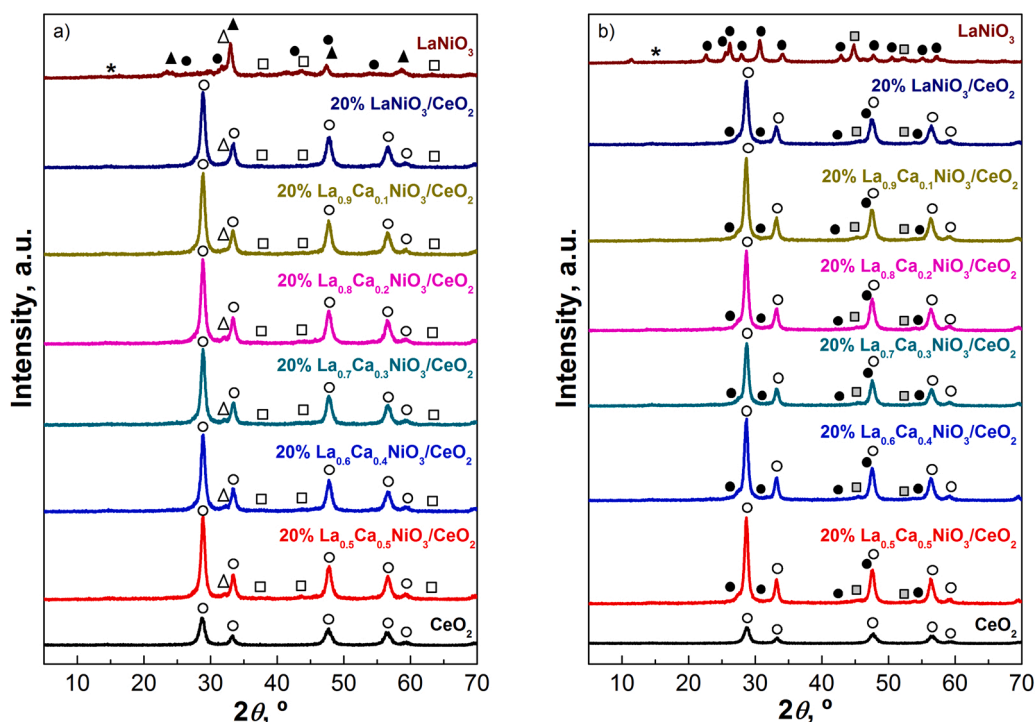 a)
LaNiO₃
*
20% LaNiO₃/CeO₂
20% La₀.₉Ca₀.₁NiO₃/CeO₂
20% La₀.₈Ca₀.₂NiO₃/CeO₂
20% La₀.₇Ca₀.₃NiO₃/CeO₂
20% La₀.₆Ca₀.₄NiO₃/CeO₂
20% La₀.₅Ca₀.₅NiO₃/CeO₂
CeO₂
Intensity, a.u.
10 20 30 40 50 60 70
2θ, º
b)
LaNiO₃
*
20% LaNiO₃/CeO₂
20% La₀.₉Ca₀.₁NiO₃/CeO₂
20% La₀.₈Ca₀.₂NiO₃/CeO₂
20% La₀.₇Ca₀.₃NiO₃/CeO₂
20% La₀.₆Ca₀.₄NiO₃/CeO₂
20% La₀.₅Ca₀.₅NiO₃/CeO₂
CeO₂
Intensity, a.u.
10 20 30 40 50 60 70
2θ, º